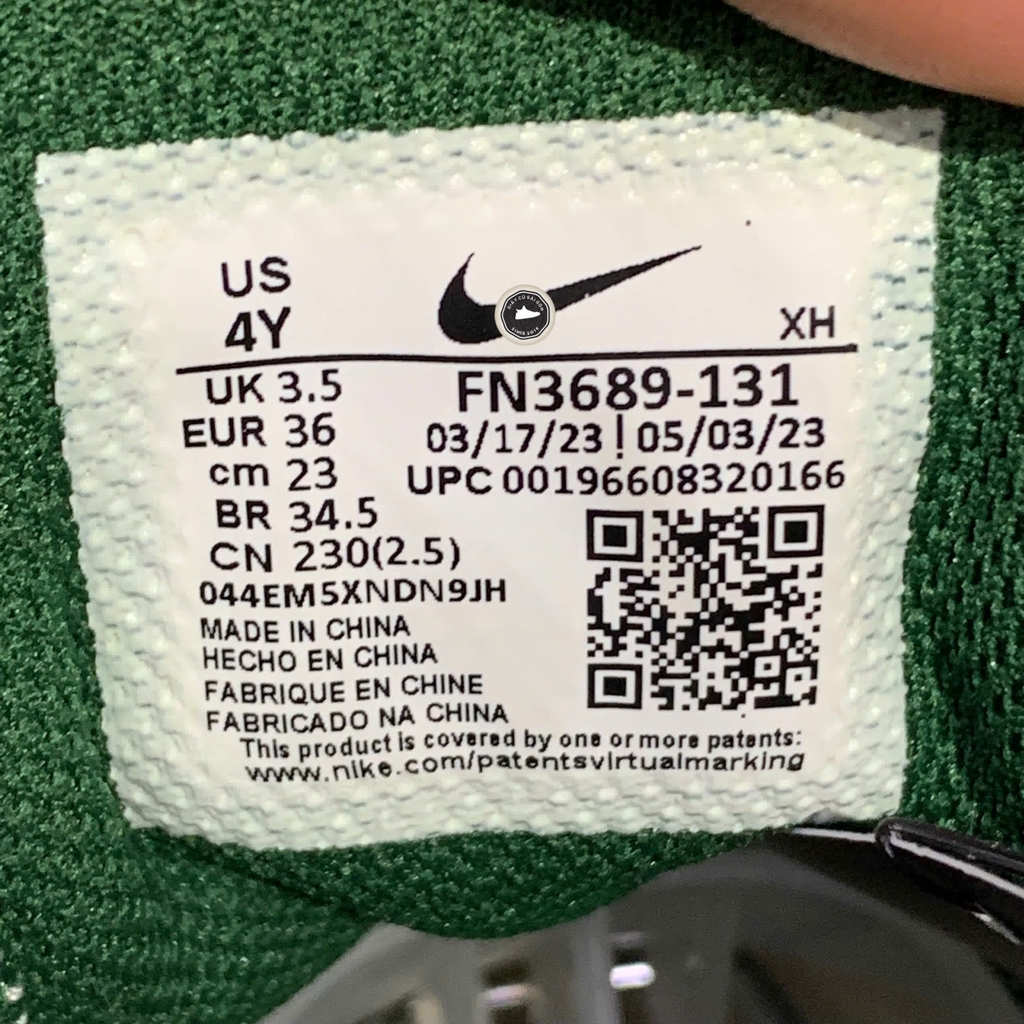 US
4Y
XH
UK 3.5
EUR 36
cm 23
BR 34.5
CN 230(2.5)
FN3689-131
03/17/23 | 05/03/23
UPC 00196608320166
044EM5XNDN9JH
MADE IN CHINA
HECHO EN CHINA
FABRIQUE EN CHINE
FABRICADO NA CHINA
This product is covered by one or more patents:
www.nike.com/patentsvirtualmarking
SINCE 2019